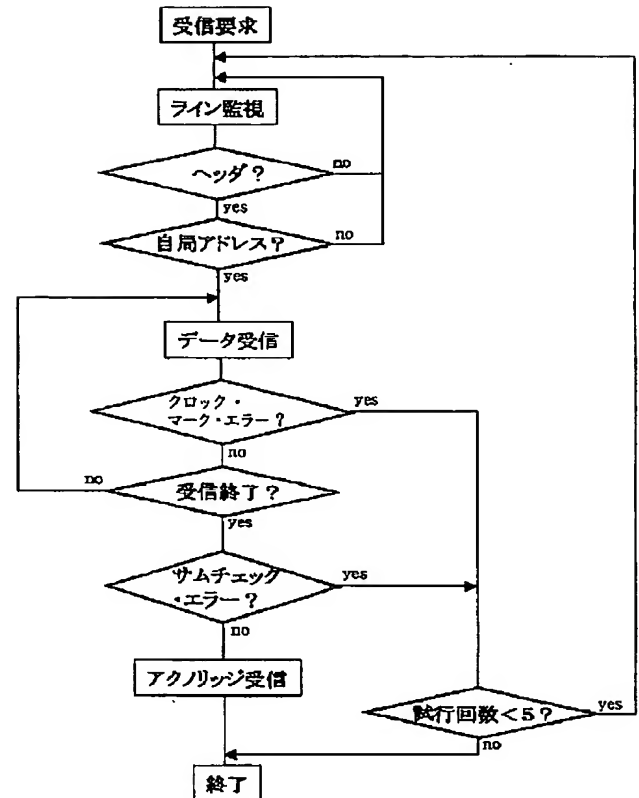 受信要求
ライン監視
ヘッダ？
no
yes
自局アドレス？
no
yes
データ受信
クロック・
マーク・エラー？
yes
no
受信終了？
no
yes
サムチェック
・エラー？
yes
no
アクノリッジ受信
試行回数＜5？
yes
no
終了